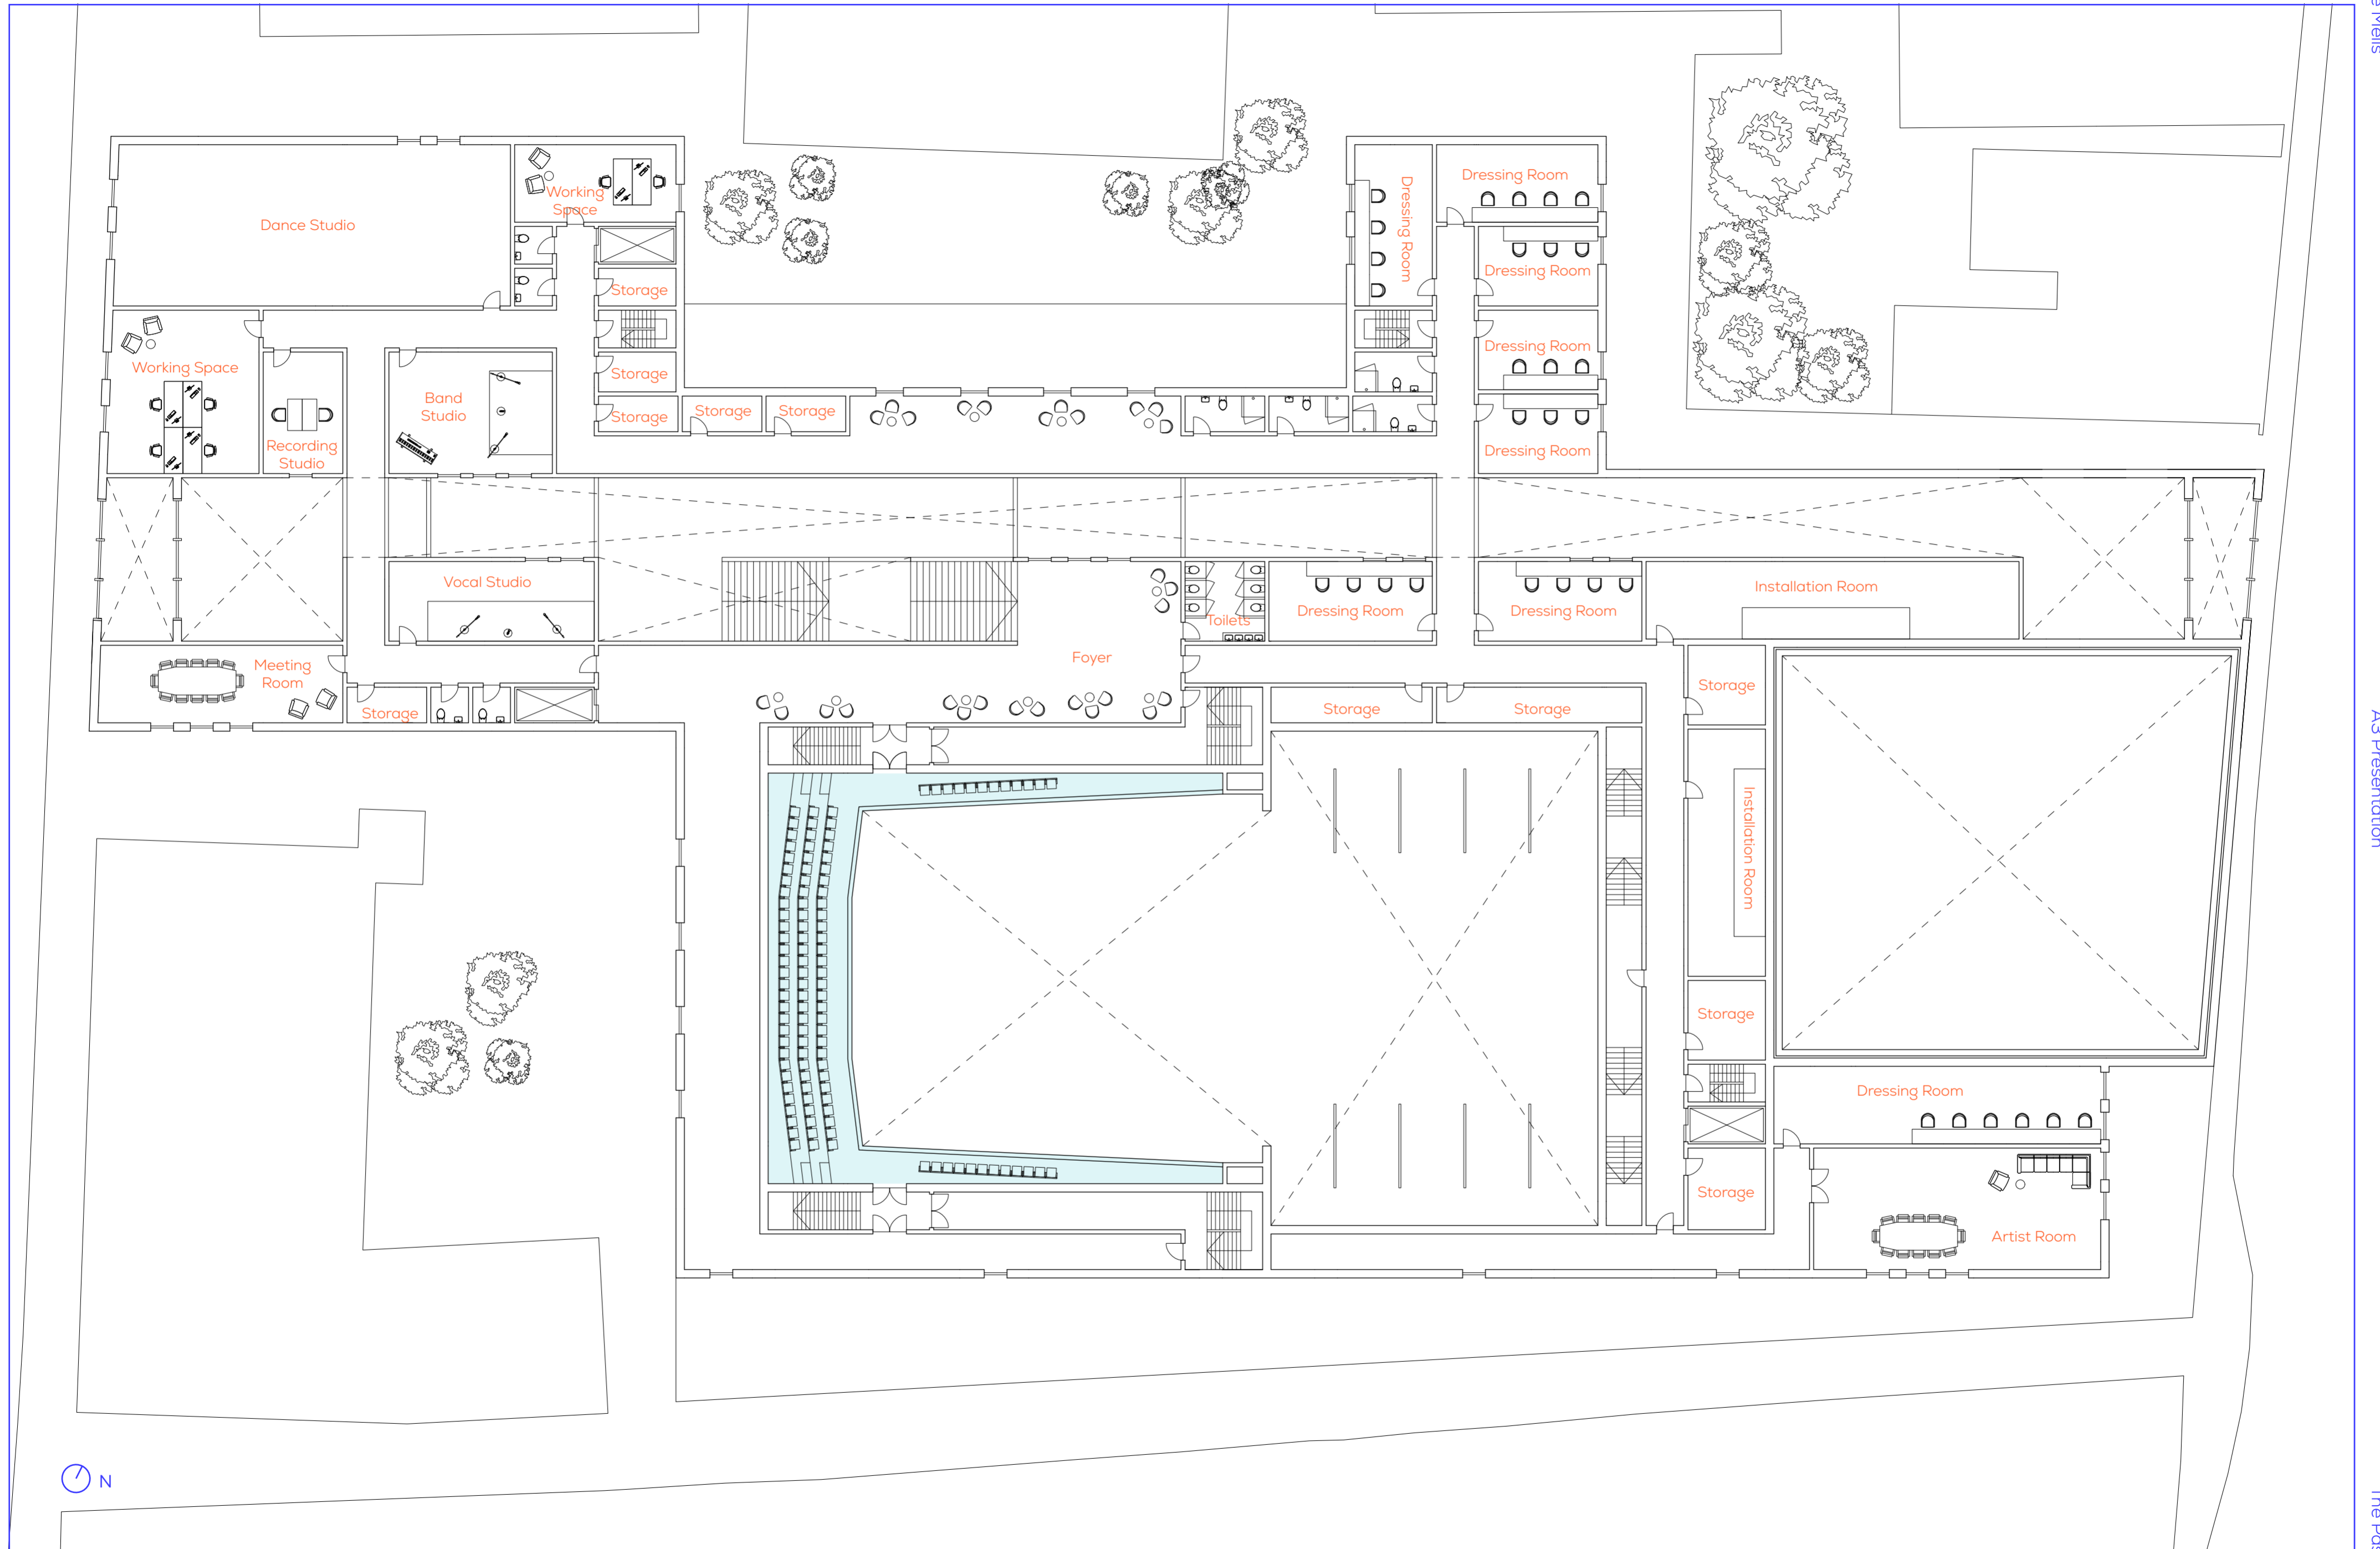 Dressing Room
Dressing Room
Working
Space
Dance Studio
Dressing Room
Storage
Dressing Room
Working Space
Storage
Band
Studio
Storage
Storage
Storage
Recording
Studio
Dressing Room
Vocal Studio
Installation Room
Dressing Room
Dressing Room
Toilets
Foyer
Meeting
Room
Storage
Storage
Storage
Storage
Installation Room
Storage
Dressing Room
Storage
Artist Room
N
Melis
A3 Presentation